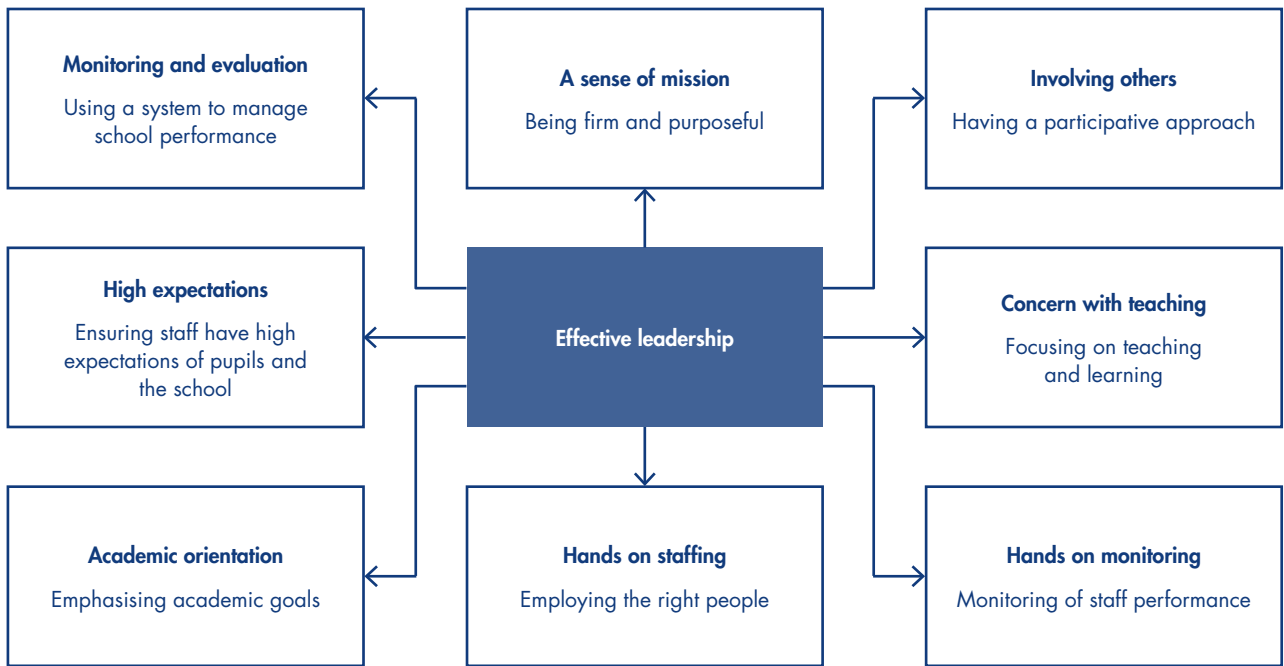 Monitoring and evaluation
Using a system to manage
school performance
A sense of mission
Being firm and purposeful
Involving others
Having a participative approach
High expectations
Ensuring staff have high
expectations of pupils and
the school
Effective leadership
Concern with teaching
Focusing on teaching
and learning
Academic orientation
Emphasising academic goals
Hands on staffing
Employing the right people
Hands on monitoring
Monitoring of staff performance